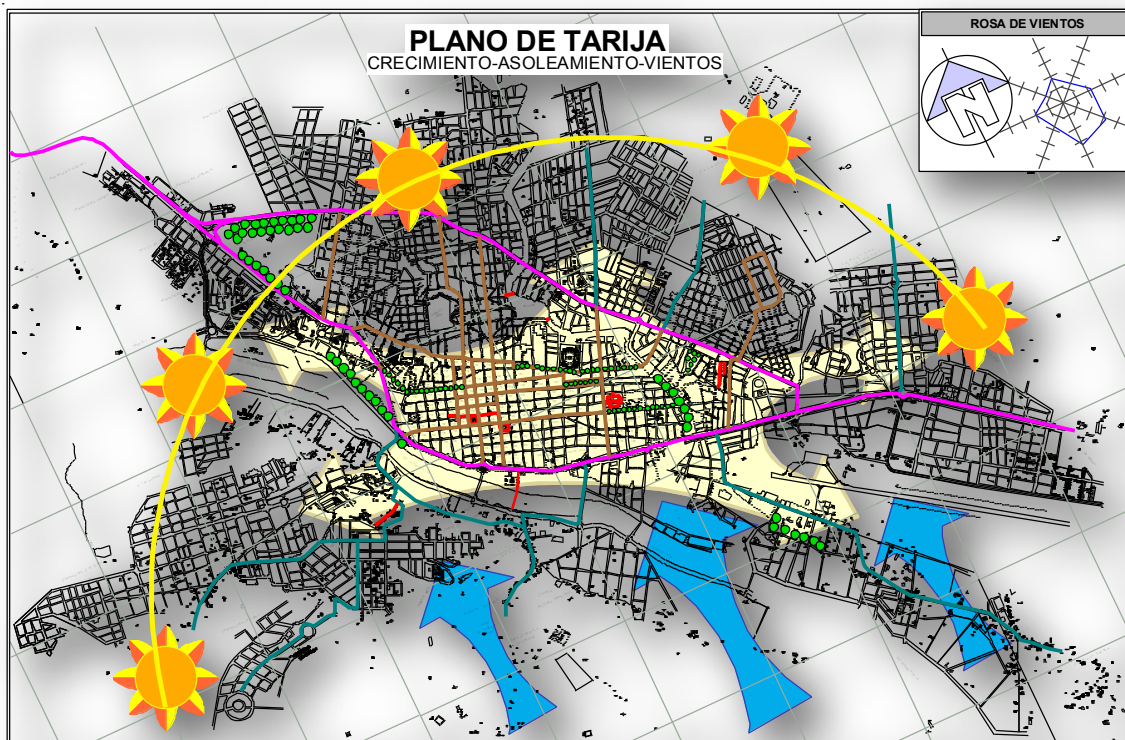 PLANO DE TARIJA
CRECIMIENTO-ASOLEAMIENTO-VIENTOS
ROSA DE VIENTOS
N